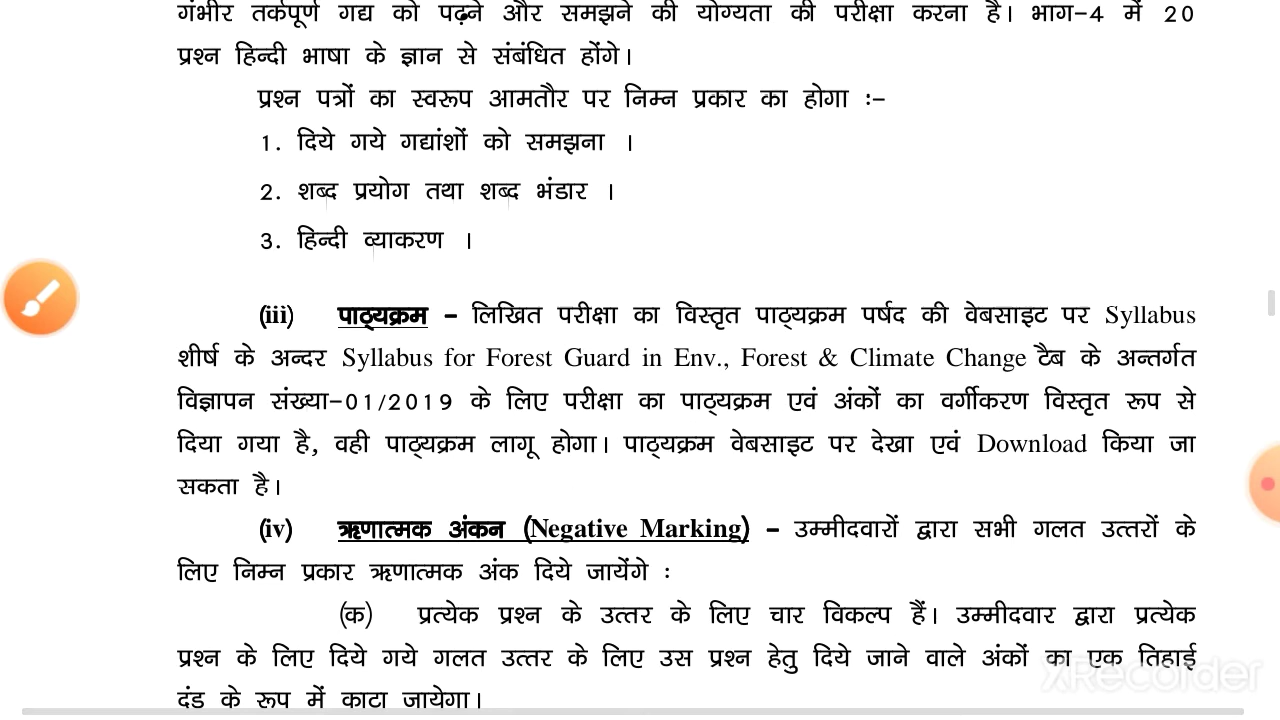 गंभीर तर्कपूर्ण गद्य को पढ़ने और समझने की योग्यता की परीक्षा करना है। भाग-4 में 20
प्रश्न हिन्दी भाषा के ज्ञान से संबंधित होंगे।
प्रश्न पत्रों का स्वरूप आमतौर पर निम्न प्रकार का होगा :-
1. दिये गये गद्यांशों को समझना ।
2. शब्द प्रयोग तथा शब्द भंडार ।
3. हिन्दी व्याकरण ।
(iii) पाठ्यक्रम - लिखित परीक्षा का विस्तृत पाठ्यक्रम पर्षद की वेबसाइट पर Syllabus
शीर्ष के अन्दर Syllabus for Forest Guard in Env., Forest & Climate Change टैब के अन्तर्गत
विज्ञापन संख्या-01/2019 के लिए परीक्षा का पाठ्यक्रम एवं अंकों का वर्गीकरण विस्तृत रूप से
दिया गया है, वही पाठ्यक्रम लागू होगा। पाठ्यक्रम वेबसाइट पर देखा एवं Download किया जा
सकता है।
(iv) ऋणात्मक अंकन (Negative Marking) - उम्मीदवारों द्वारा सभी गलत उत्तरों के
लिए निम्न प्रकार ऋणात्मक अंक दिये जायेंगे :
(क) प्रत्येक प्रश्न के उत्तर के लिए चार विकल्प हैं। उम्मीदवार द्वारा प्रत्येक
प्रश्न के लिए दिये गये गलत उत्तर के लिए उस प्रश्न हेतु दिये जाने वाले अंकों का एक तिहाई
दंड के रूप में काटा जायेगा।
XRecorder